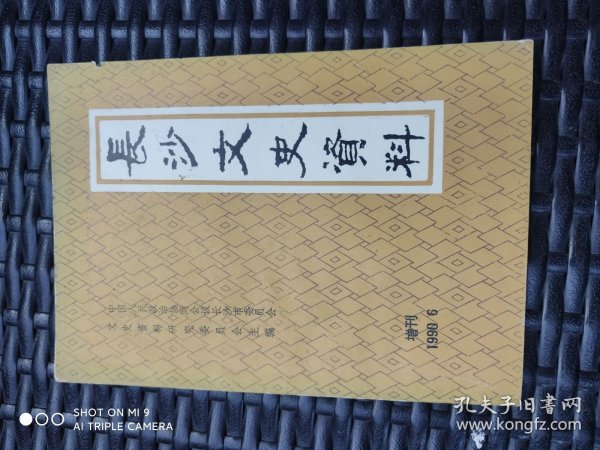 長沙文史資料
中国人民政治协商会议长沙市委员会
文史资料研究委员会主编
增刊
1990 6
SHOT ON MI 9
AI TRIPLE CAMERA
孔夫子旧书网
www.kongfz.com